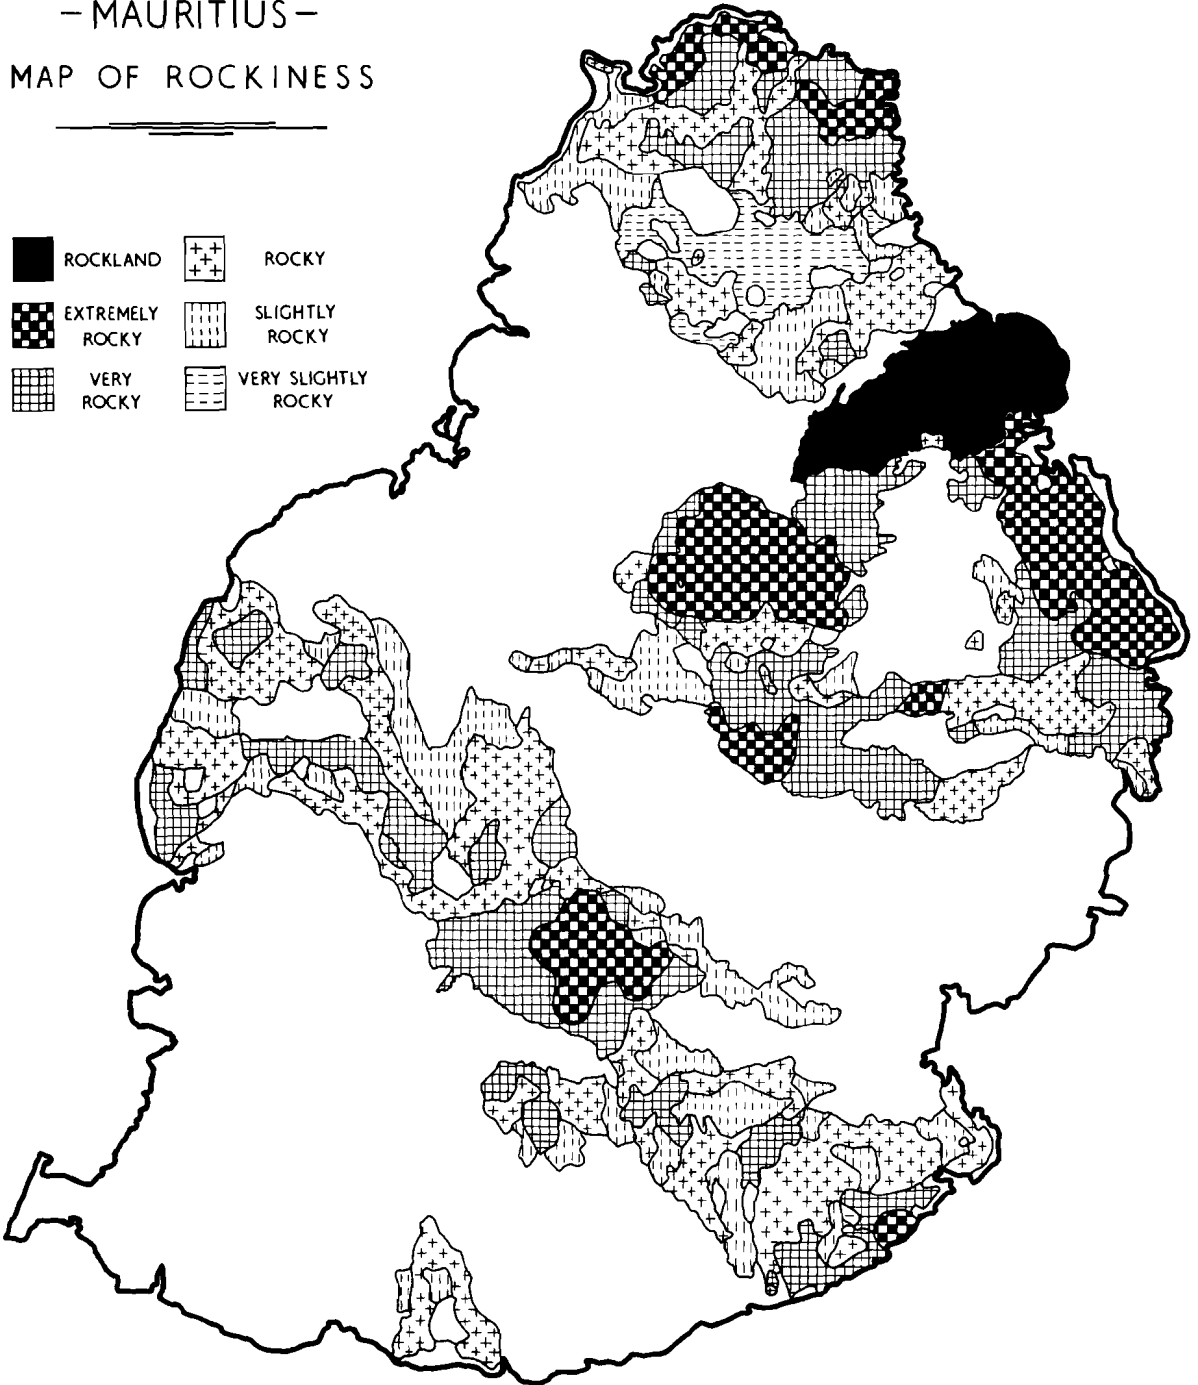 –MAURITIUS–
MAP OF ROCKINESS
ROCKLAND
ROCKY
EXTREMELY
ROCKY
SLIGHTLY
ROCKY
VERY
ROCKY
VERY SLIGHTLY
ROCKY